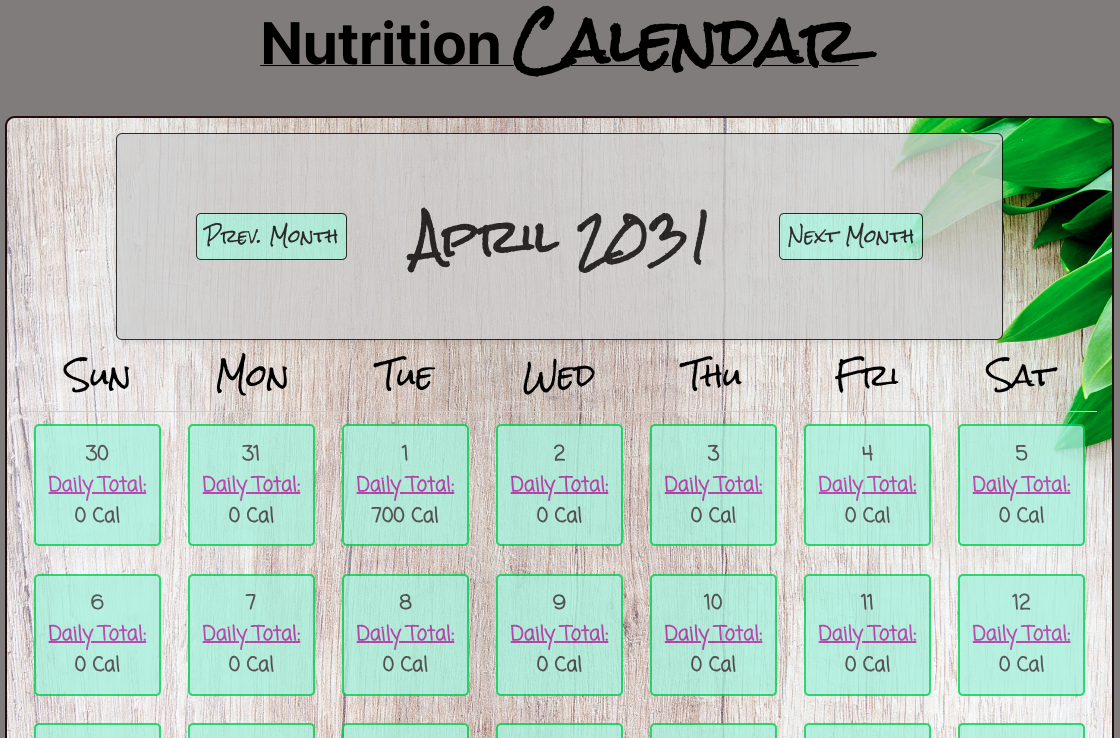 Nutrition Calendar
Prev. Month April 2031 Next Month
Sun Mon Tue Wed Thu Fri Sat
30 31 1 2 3 4 5
Daily Total: Daily Total: Daily Total: Daily Total: Daily Total: Daily Total: Daily Total:
0 Cal 0 Cal 700 Cal 0 Cal 0 Cal 0 Cal 0 Cal
6 7 8 9 10 11 12
Daily Total: Daily Total: Daily Total: Daily Total: Daily Total: Daily Total: Daily Total:
0 Cal 0 Cal 0 Cal 0 Cal 0 Cal 0 Cal 0 Cal